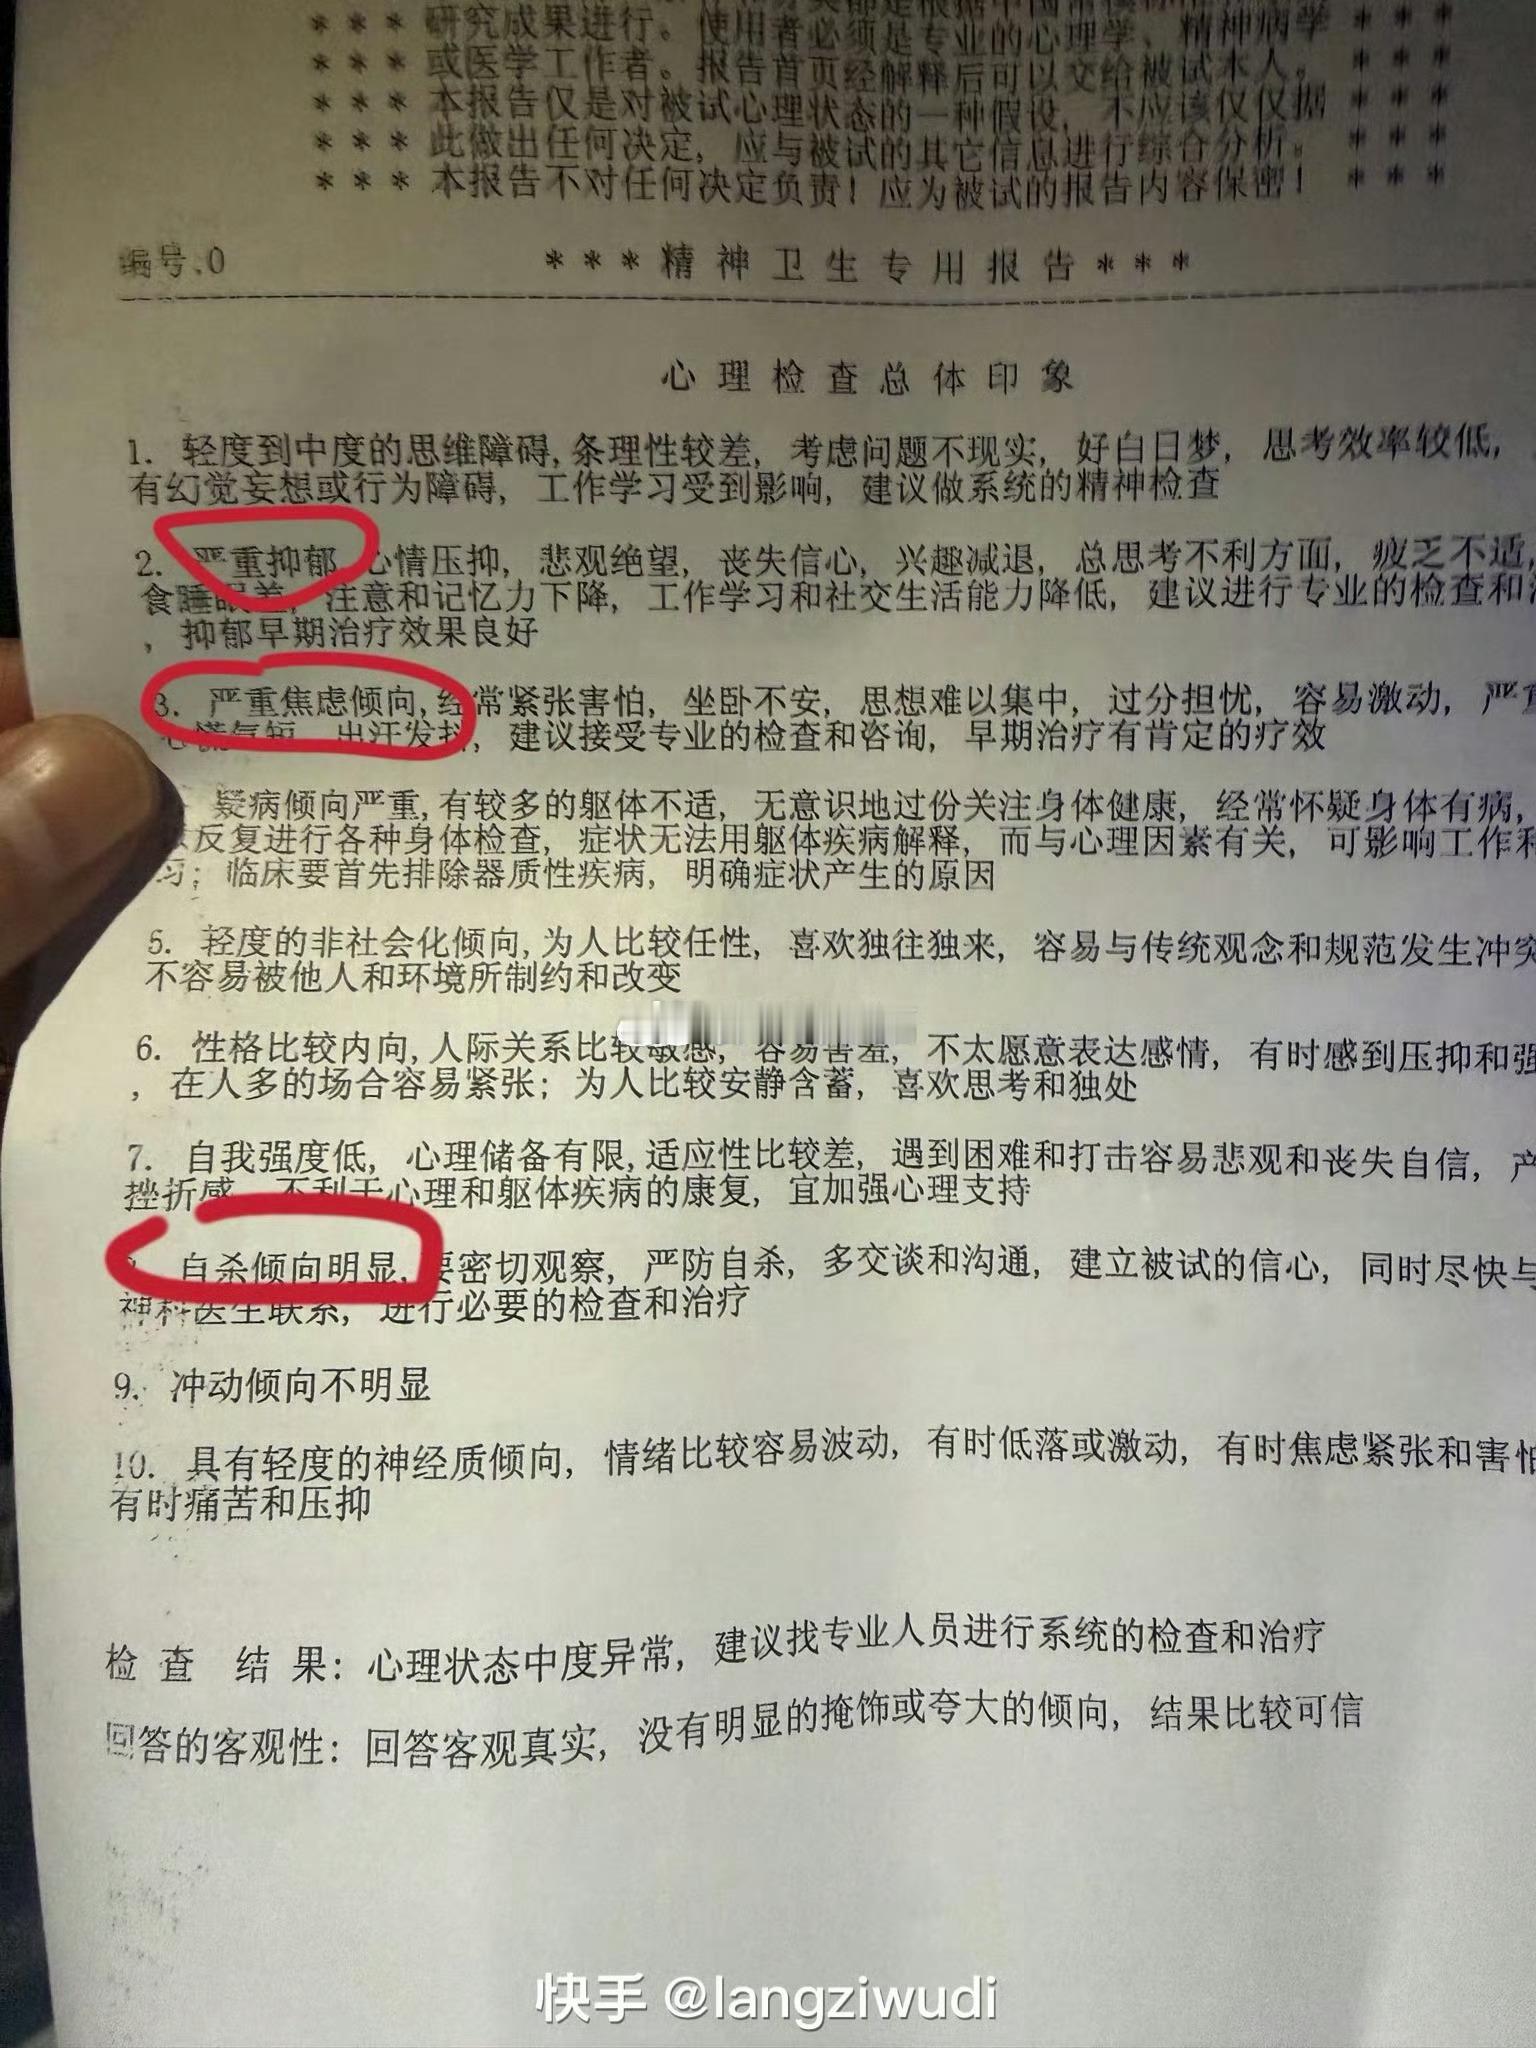 * * * 研究成果进行。使用者必须是专业的心理学、精神病学 * * *
* * * 或医学工作者。报告首页经解释后可以交给被试本人。 * * *
* * * 本报告仅是对被试心理状态的一种假设，不应该仅仅据 * * *
* * * 此做出任何决定，应与被试的其它信息进行综合分析。 * * *
* * * 本报告不对任何决定负责！应为被试的报告内容保密！ * * *
编号.0 * * * 精 神 卫 生 专 用 报 告 * * *
心 理 检 查 总 体 印 象
1. 轻度到中度的思维障碍,条理性较差，考虑问题不现实，好白日梦，思考效率较低，
有幻觉妄想或行为障碍，工作学习受到影响，建议做系统的精神检查
2. 严重抑郁,心情压抑，悲观绝望，丧失信心，兴趣减退，总思考不利方面，疲乏不适，
食睡眠差，注意和记忆力下降，工作学习和社交生活能力降低，建议进行专业的检查和
，抑郁早期治疗效果良好
3. 严重焦虑倾向,经常紧张害怕，坐卧不安，思想难以集中，过分担忧，容易激动，严重
心慌气短，出汗发抖，建议接受专业的检查和咨询，早期治疗有肯定的疗效
疑病倾向严重,有较多的躯体不适，无意识地过份关注身体健康，经常怀疑身体有病，
反复进行各种身体检查，症状无法用躯体疾病解释，而与心理因素有关，可影响工作和
习；临床要首先排除器质性疾病，明确症状产生的原因
5. 轻度的非社会化倾向,为人比较任性，喜欢独往独来，容易与传统观念和规范发生冲突
不容易被他人和环境所制约和改变
6. 性格比较内向,人际关系比较敏感，容易害羞，不太愿意表达感情，有时感到压抑和强
，在人多的场合容易紧张；为人比较安静含蓄，喜欢思考和独处
7. 自我强度低，心理储备有限,适应性比较差，遇到困难和打击容易悲观和丧失自信，产
挫折感，不利于心理和躯体疾病的康复，宜加强心理支持
自杀倾向明显,要密切观察，严防自杀，多交谈和沟通，建立被试的信心，同时尽快与
神科医生联系，进行必要的检查和治疗
9. 冲动倾向不明显
10. 具有轻度的神经质倾向，情绪比较容易波动，有时低落或激动，有时焦虑紧张和害怕
有时痛苦和压抑
检 查 结 果：心理状态中度异常，建议找专业人员进行系统的检查和治疗
回答的客观性：回答客观真实，没有明显的掩饰或夸大的倾向，结果比较可信
快手 @langziwudi